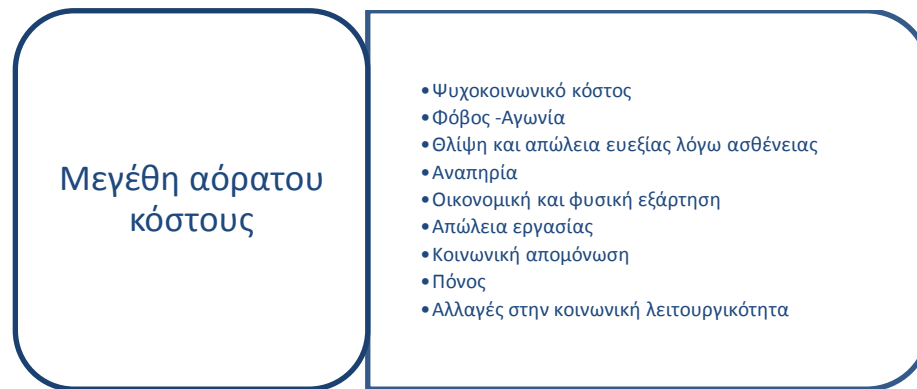 Μεγέθη αόρατου
κόστους
•Ψυχοκοινωνικό κόστος
•Φόβος -Αγωνία
•Θλίψη και απώλεια ευεξίας λόγω ασθένειας
•Αναπηρία
•Οικονομική και φυσική εξάρτηση
•Απώλεια εργασίας
•Κοινωνική απομόνωση
•Πόνος
•Αλλαγές στην κοινωνική λειτουργικότητα